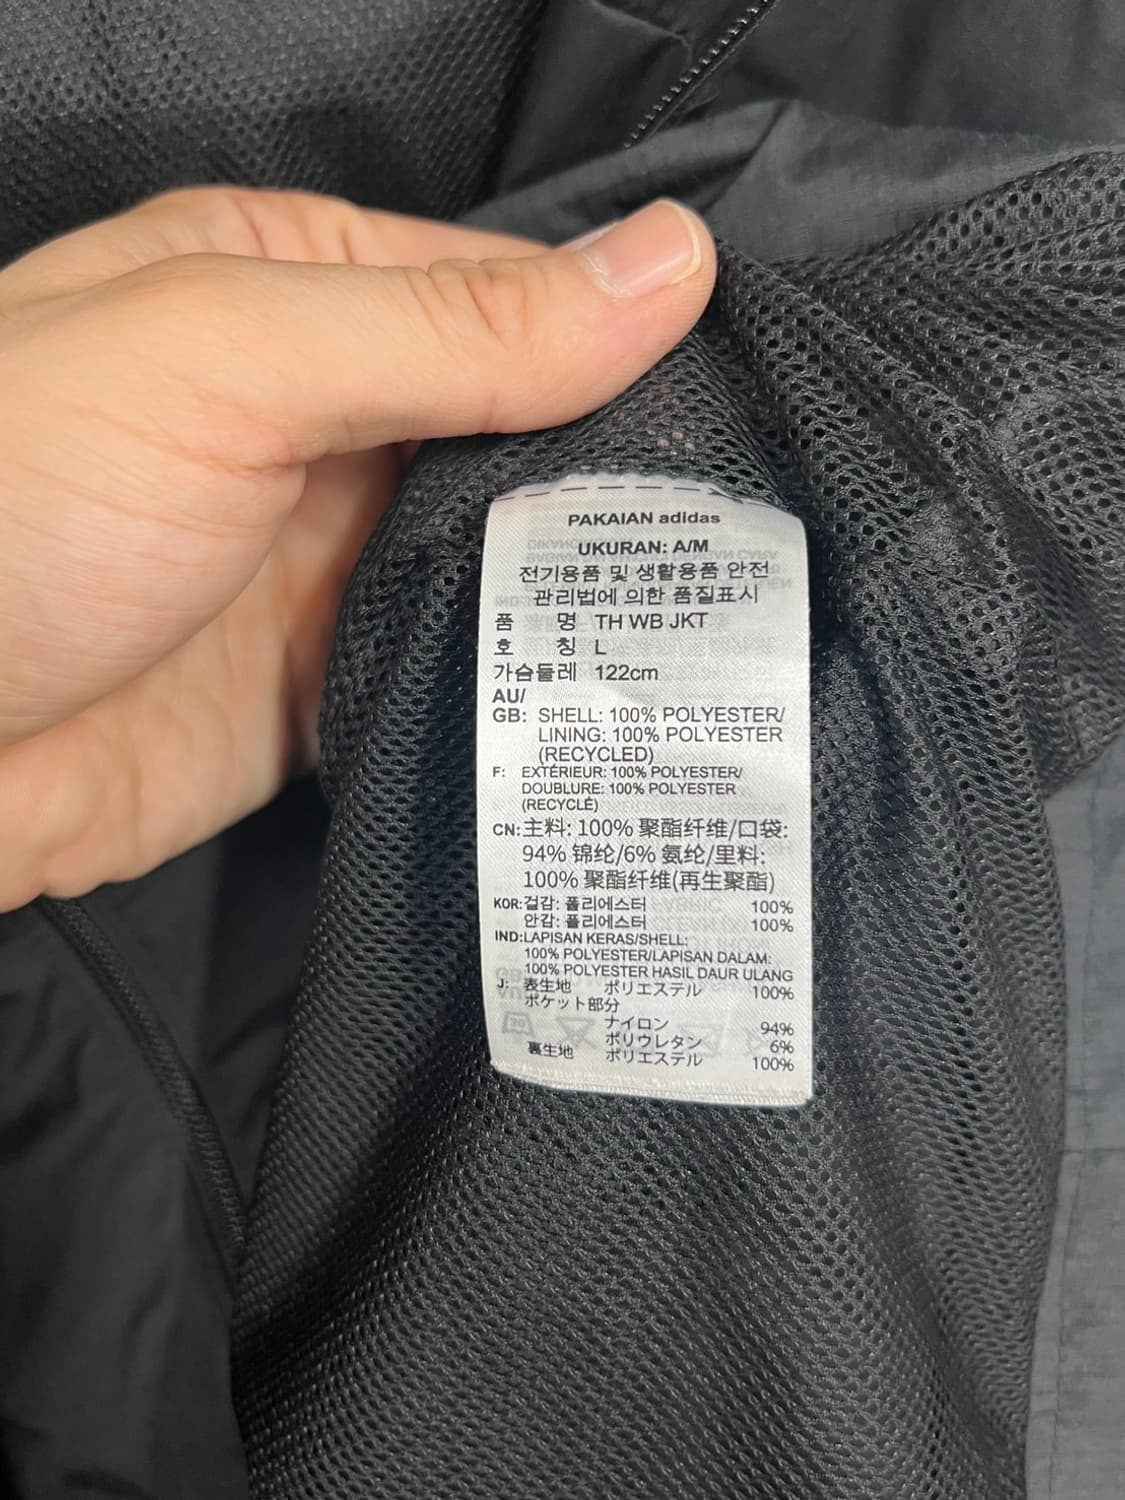 PAKAIAN adidas
UKURAN: A/M
전기용품 및 생활용품 안전
관리법에 의한 품질표시
품 명 TH WB JKT
호 칭 L
가슴둘레 122cm
AU/
GB: SHELL: 100% POLYESTER/
LINING: 100% POLYESTER
(RECYCLED)
F: EXTÉRIEUR: 100% POLYESTER/
DOUBLURE: 100% POLYESTER
(RECYCLÉ)
CN: 主料: 100% 聚酯纤维/口袋:
94% 锦纶/6% 氨纶/里料:
100% 聚酯纤维(再生聚酯)
KOR: 겉감: 폴리에스터 100%
안감: 폴리에스터 100%
IND: LAPISAN KERAS/SHELL:
100% POLYESTER/LAPISAN DALAM:
100% POLYESTER HASIL DAUR ULANG
J: 表生地 ポリエステル 100%
ポケット部分
ナイロン 94%
ポリウレタン 6%
裏生地 ポリエステル 100%